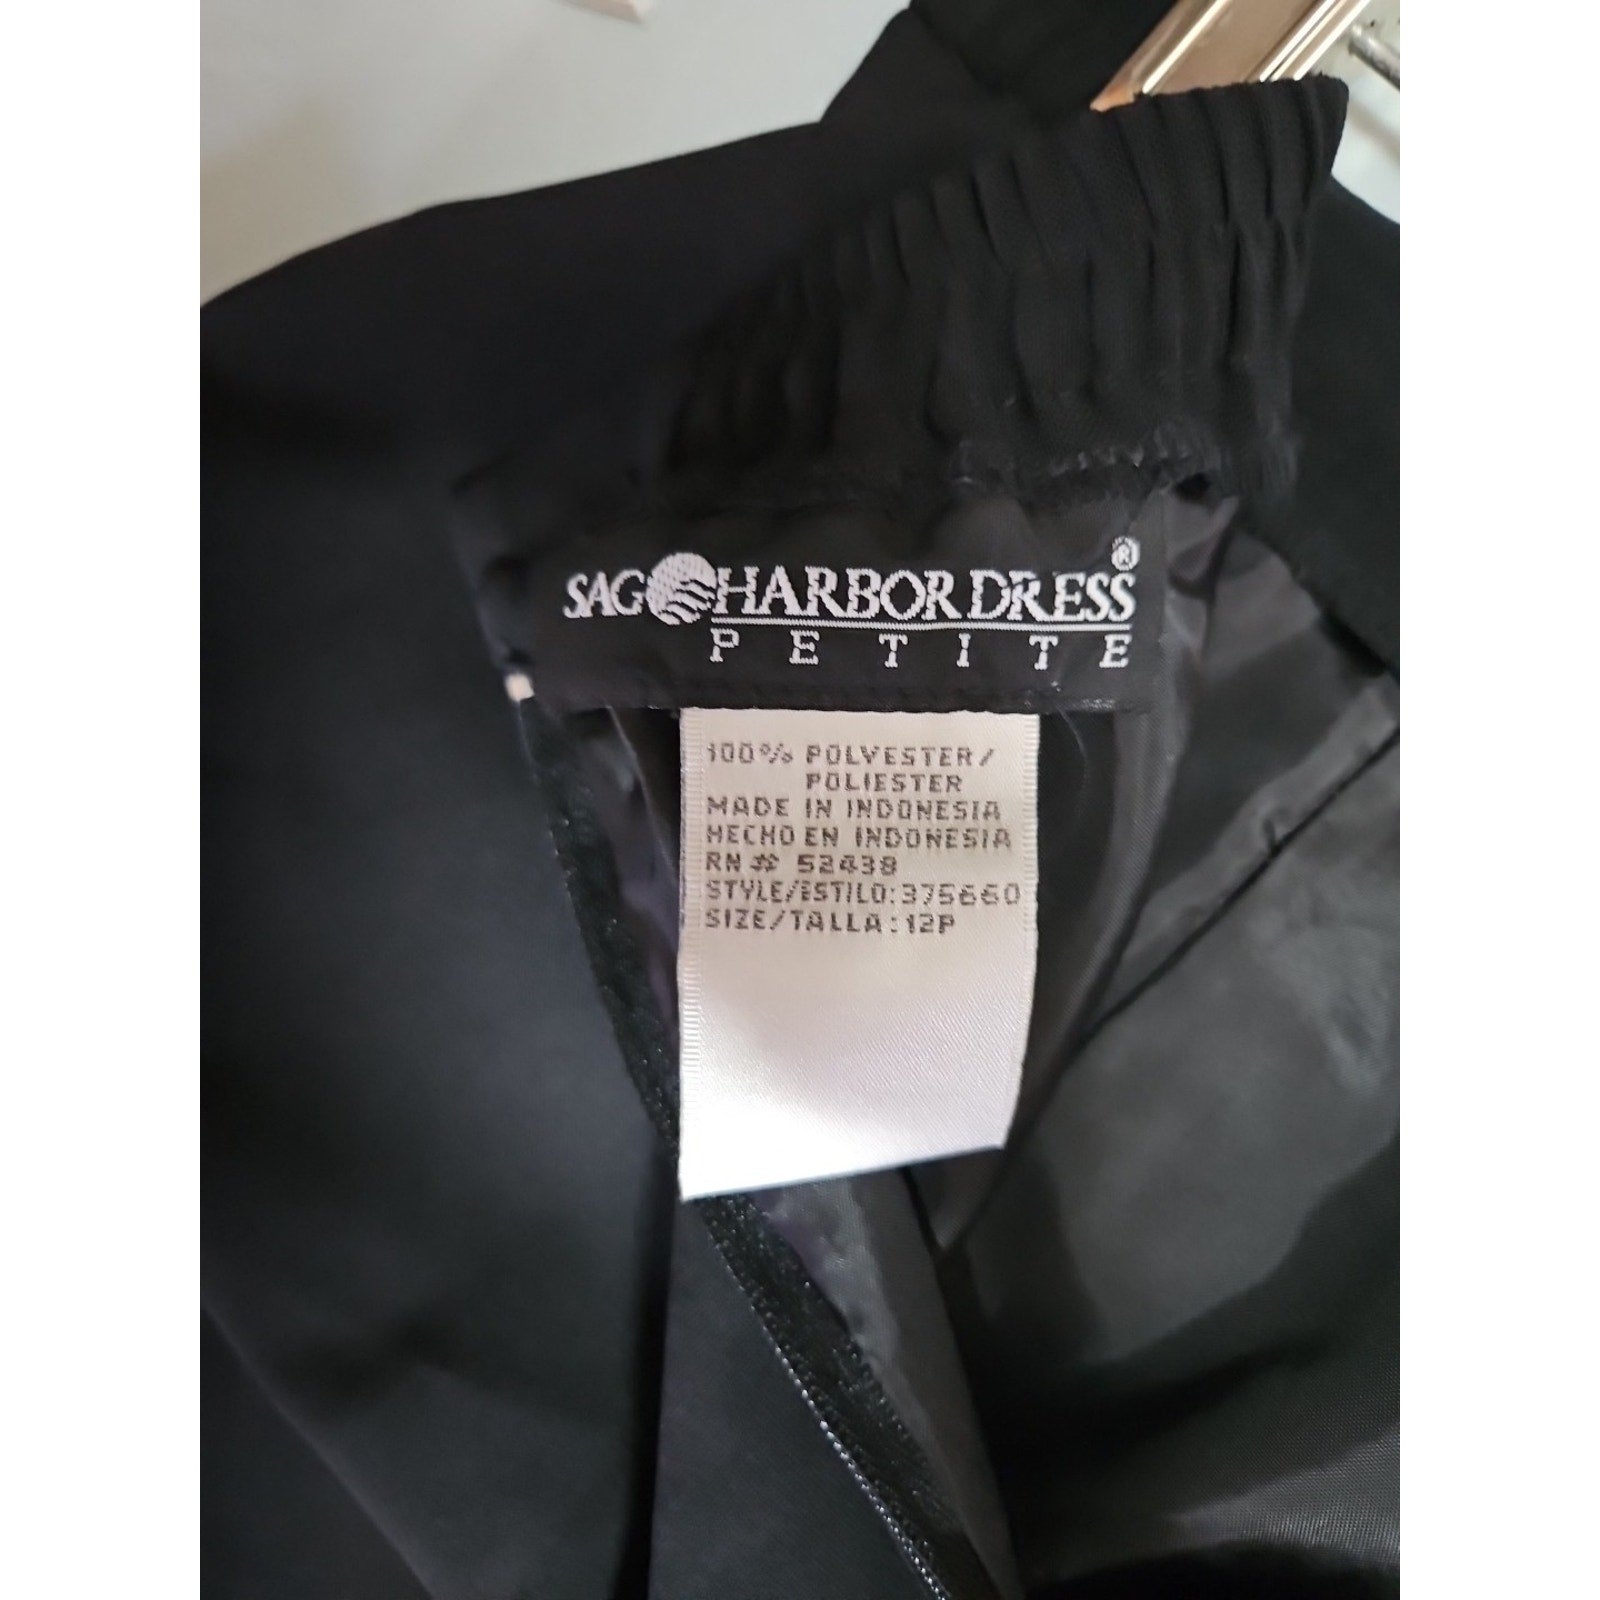 SAG HARBOR DRESS®
PETITE
100% POLYESTER/
POLIESTER
MADE IN INDONESIA
HECHO EN INDONESIA
RN# 52438
STYLE/ESTILO:375660
SIZE/TALLA:12P